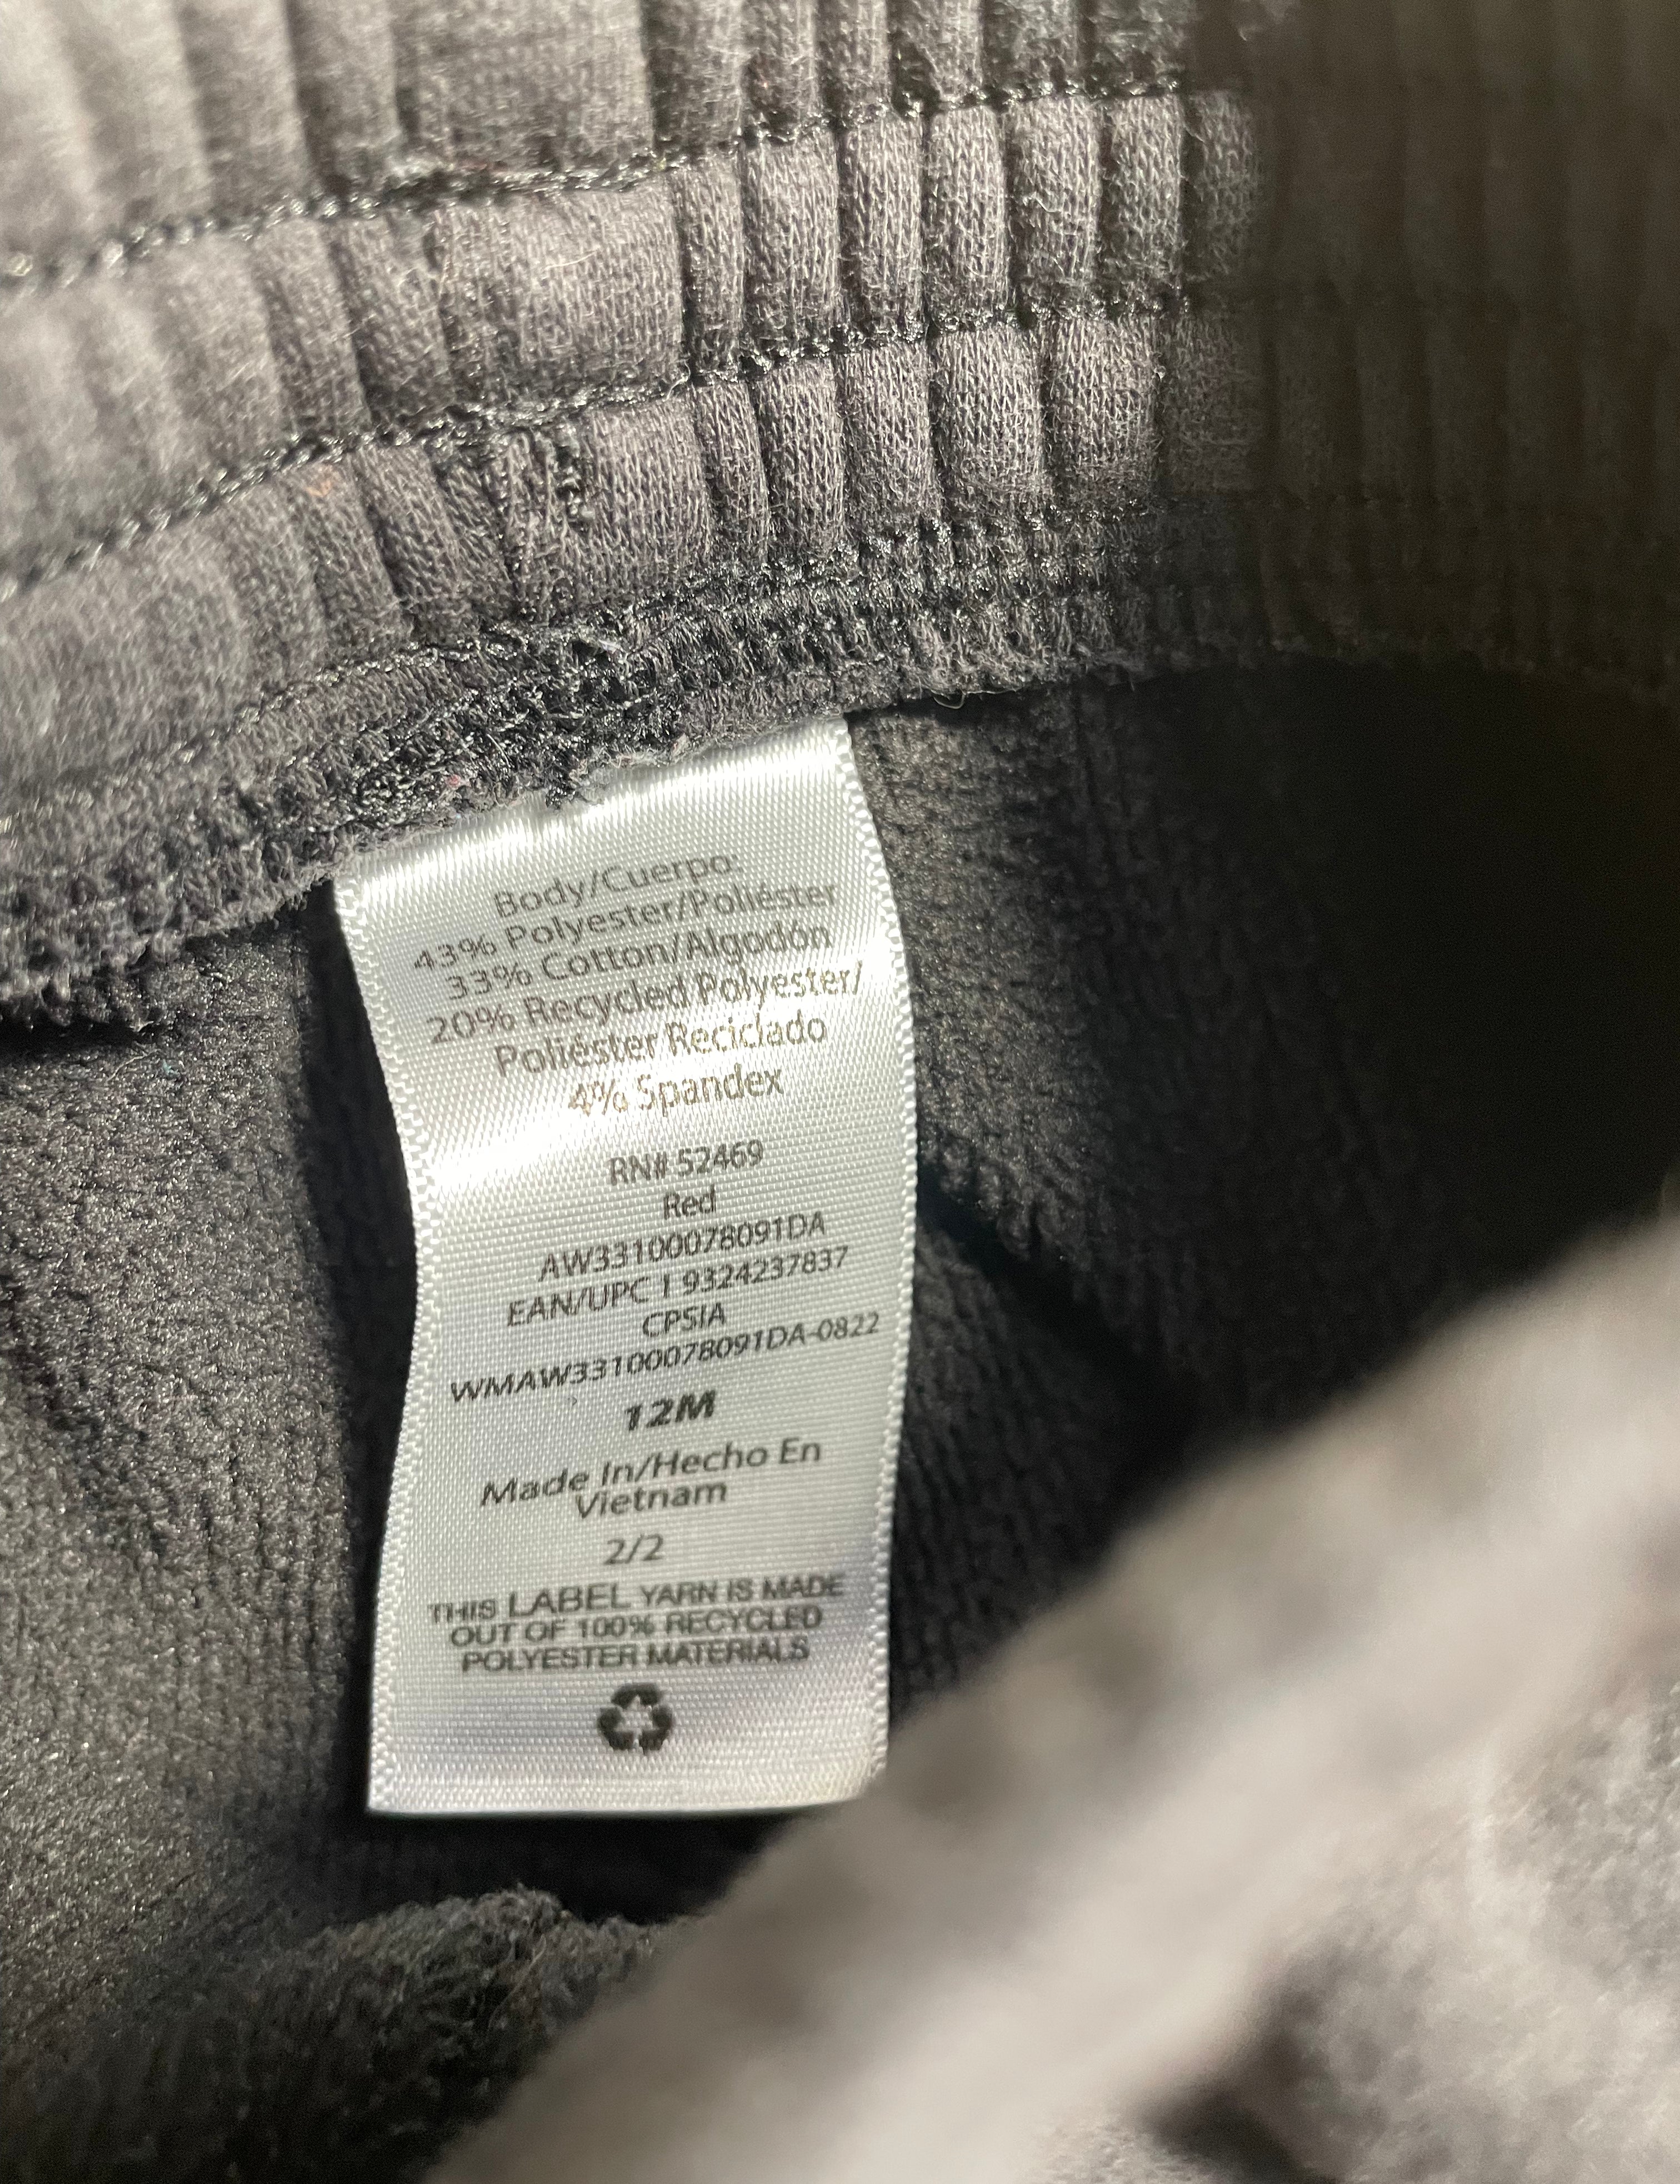 Body/Cuerpo:
43% Polyester/Poliéster
33% Cotton/Algodón
20% Recycled Polyester/
Poliéster Reciclado
4% Spandex
RN# 52469
Red
AW33100078091DA
EAN/UPC 19324237837
CPSIA
WMAW33100078091DA-0822
12M
Made In/Hecho En
Vietnam
2/2
THIS LABEL YARN IS MADE
OUT OF 100% RECYCLED
POLYESTER MATERIALS